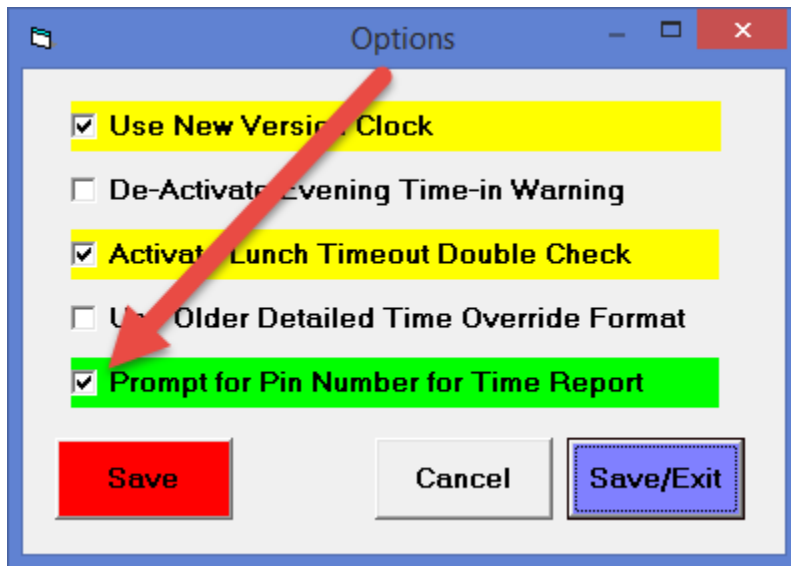 Options
Use New Version Clock
De-Activate Evening Time-in Warning
Activate Lunch Timeout Double Check
Older Detailed Time Override Format
Prompt for Pin Number for Time Report
Save Cancel Save/Exit